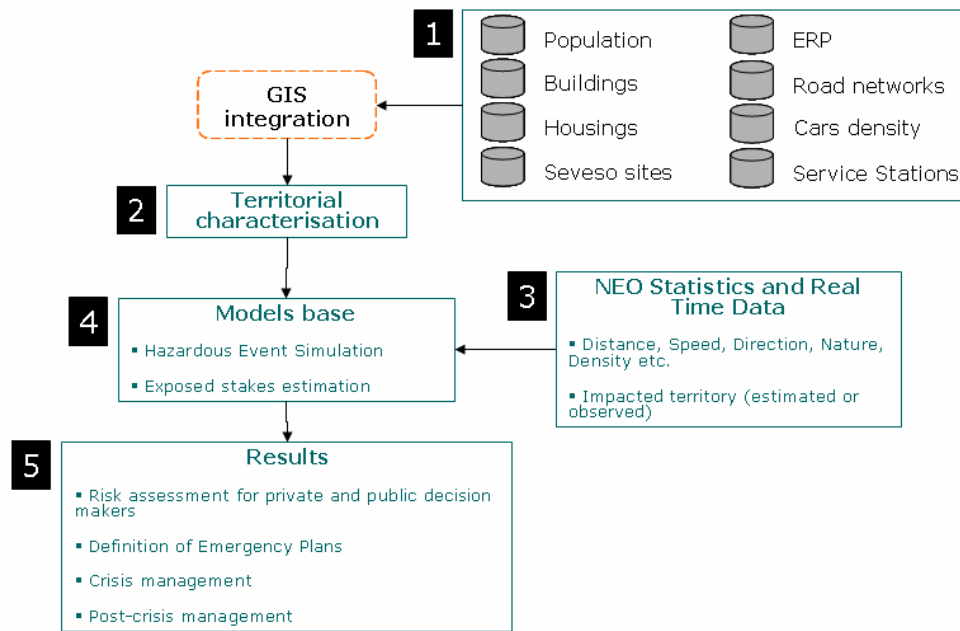 1
Population
ERP
Buildings
Road networks
Housings
Cars density
Seveso sites
Service Stations
GIS
integration
2
Territorial
characterisation
3
NEO Statistics and Real
Time Data
▪ Distance, Speed, Direction, Nature,
Density etc.
▪ Impacted territory (estimated or
observed)
4
Models base
▪ Hazardous Event Simulation
▪ Exposed stakes estimation
5
Results
▪ Risk assessment for private and public decision
makers
▪ Definition of Emergency Plans
▪ Crisis management
▪ Post-crisis management